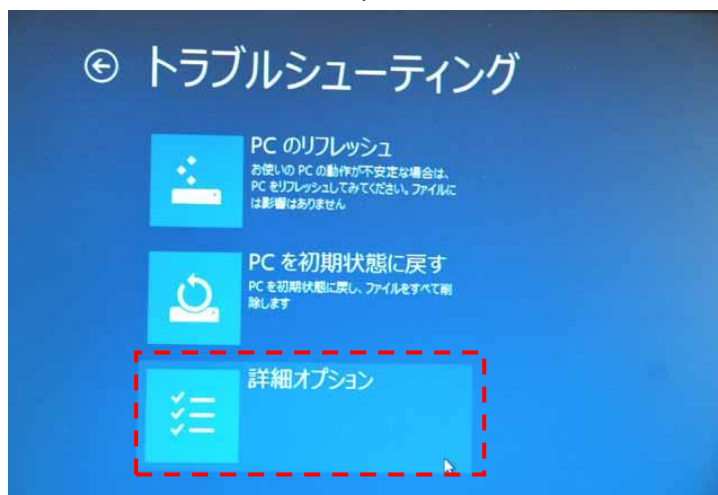 トラブルシューティング
PC のリフレッシュ
お使いの PC の動作が不安定な場合は、
PC をリフレッシュしてみてください。ファイルに
は影響はありません
PC を初期状態に戻す
PC を初期状態に戻し、ファイルをすべて削
除します
詳細オプション